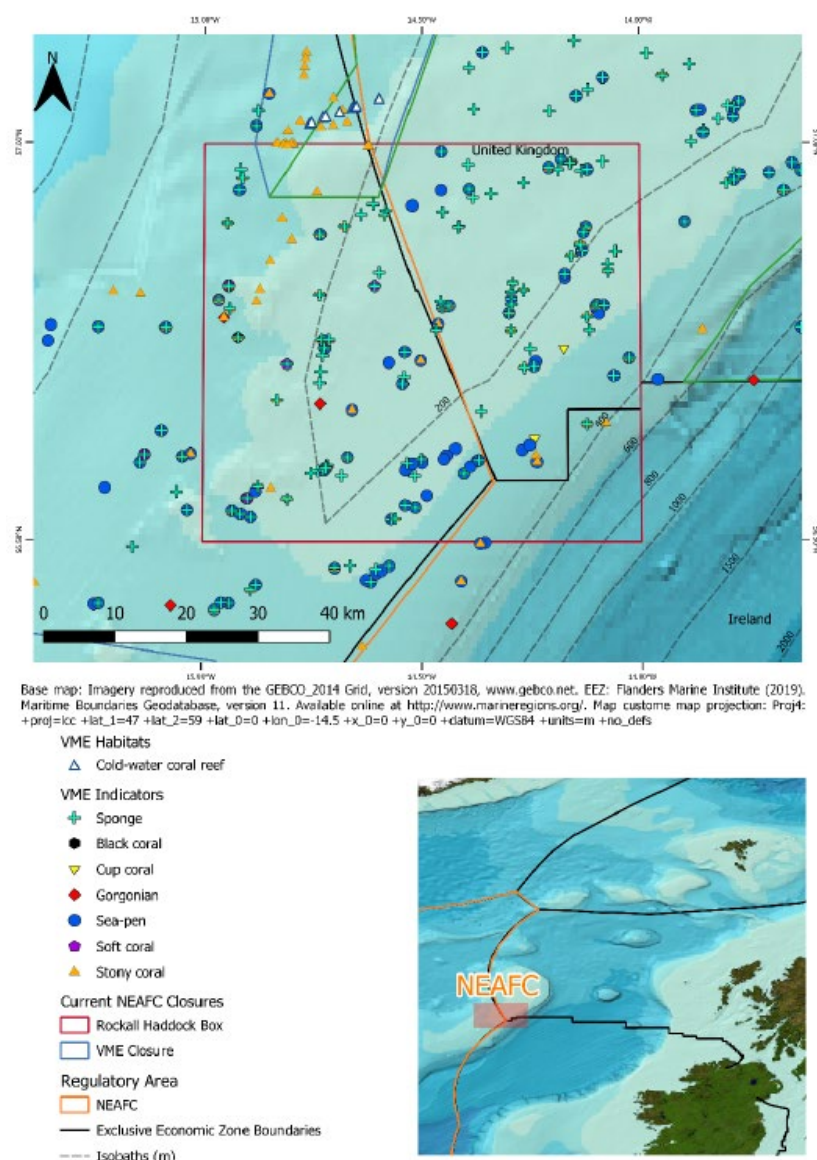 15.00°W 14.50°W 14.00°W
N
57.00°N
United Kingdom
200
400
600
800
1000
1500
2000
0 10 20 30 40 km
Ireland
14.50°W
Base map: Imagery reproduced from the GEBCO_2014 Grid, version 20150318, www.gebco.net. EEZ: Flanders Marine Institute (2019).
Maritime Boundaries Geodatabase, version 11. Available online at http://www.marineregions.org/. Map custome map projection: Proj4:
+proj=lcc +lat_1=47 +lat_2=59 +lat_0=0 +lon_0=-14.5 +x_0=0 +y_0=0 +datum=WGS84 +units=m +no_defs
VME Habitats
Cold-water coral reef
VME Indicators
Sponge
Black coral
Cup coral
Gorgonian
Sea-pen
Soft coral
Stony coral
Current NEAFC Closures
Rockall Haddock Box
VME Closure
Regulatory Area
NEAFC
Exclusive Economic Zone Boundaries
Isobaths (m)
NEAFC